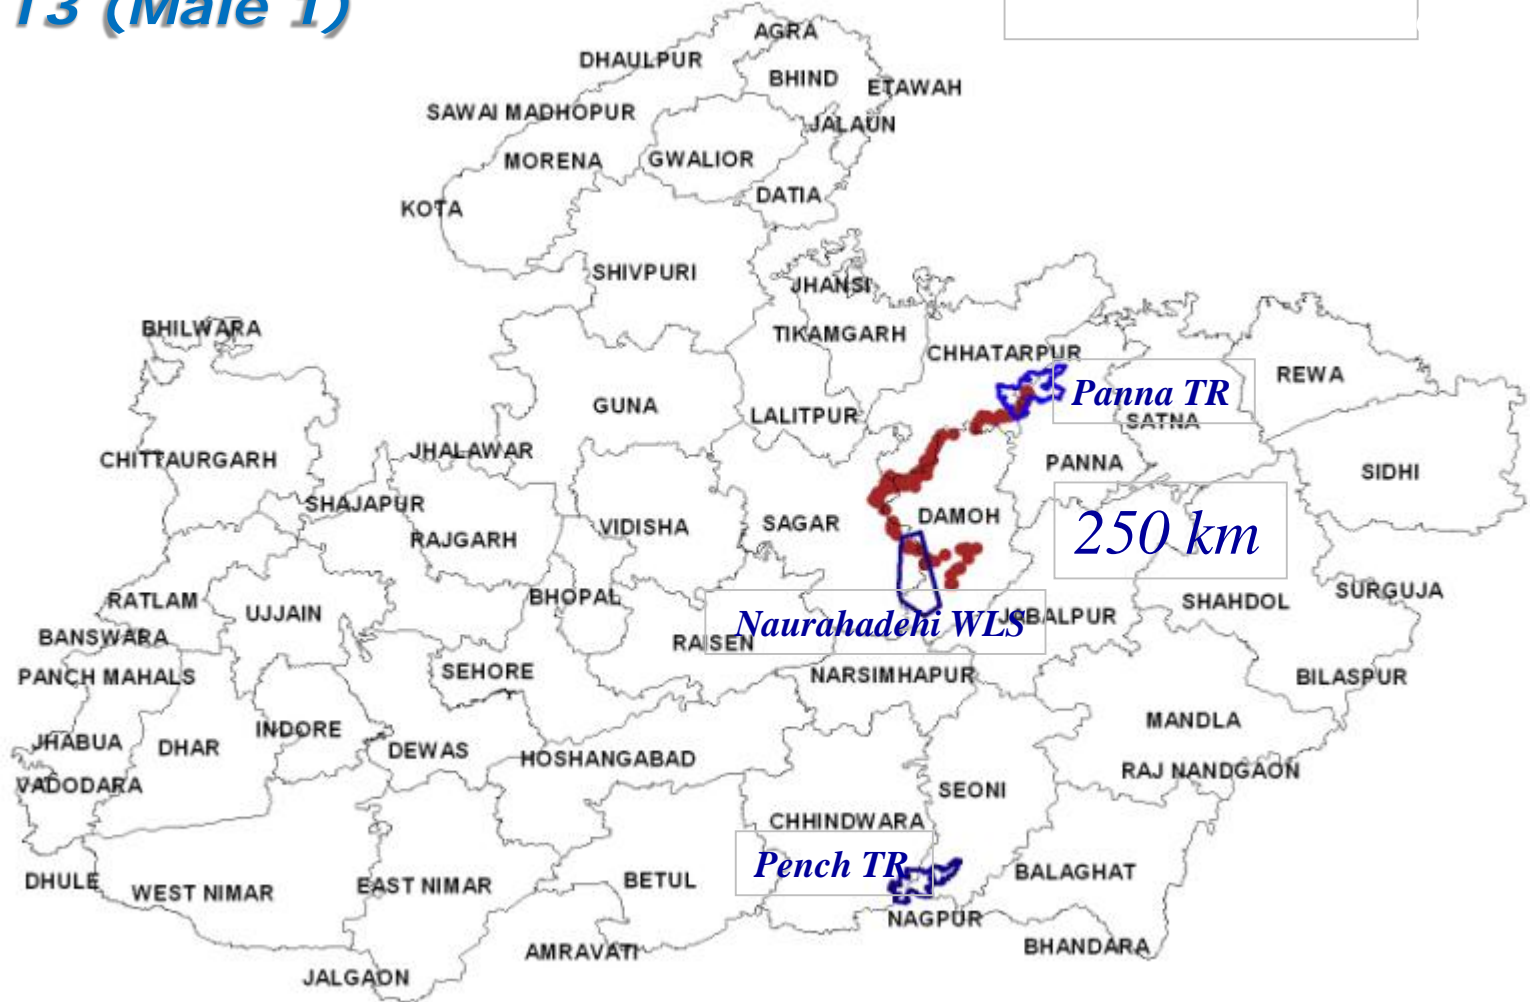 T3 (Male 1)
AGRA
DHAULPUR
BHIND
ETAWAH
SAWAI MADHOPUR
JALAUN
MORENA
GWALIOR
DATIA
KOTA
SHIVPURI
JHANSI
BHILWARA
TIKAMGARH
CHHATARPUR
REWA
Panna TR
GUNA
LALITPUR
SATNA
JHALAWAR
CHITTAURGARH
PANNA
SIDHI
SHAJAPUR
RAJGARH
VIDISHA
SAGAR
DAMOH
250 km
RATLAM
UJJAIN
BHOPAL
SHAHDOL
SURGUJA
BANSWARA
RAISEN
Naurahadehi WLS
JABALPUR
PANCH MAHALS
SEHORE
NARSIMHAPUR
BILASPUR
JHABUA
DHAR
INDORE
DEWAS
HOSHANGABAD
MANDLA
VADODARA
SEONI
RAJ NANDGAON
CHHINDWARA
Pench TR
DHULE
WEST NIMAR
EAST NIMAR
BETUL
BALAGHAT
NAGPUR
AMRAVATI
BHANDARA
JALGAON